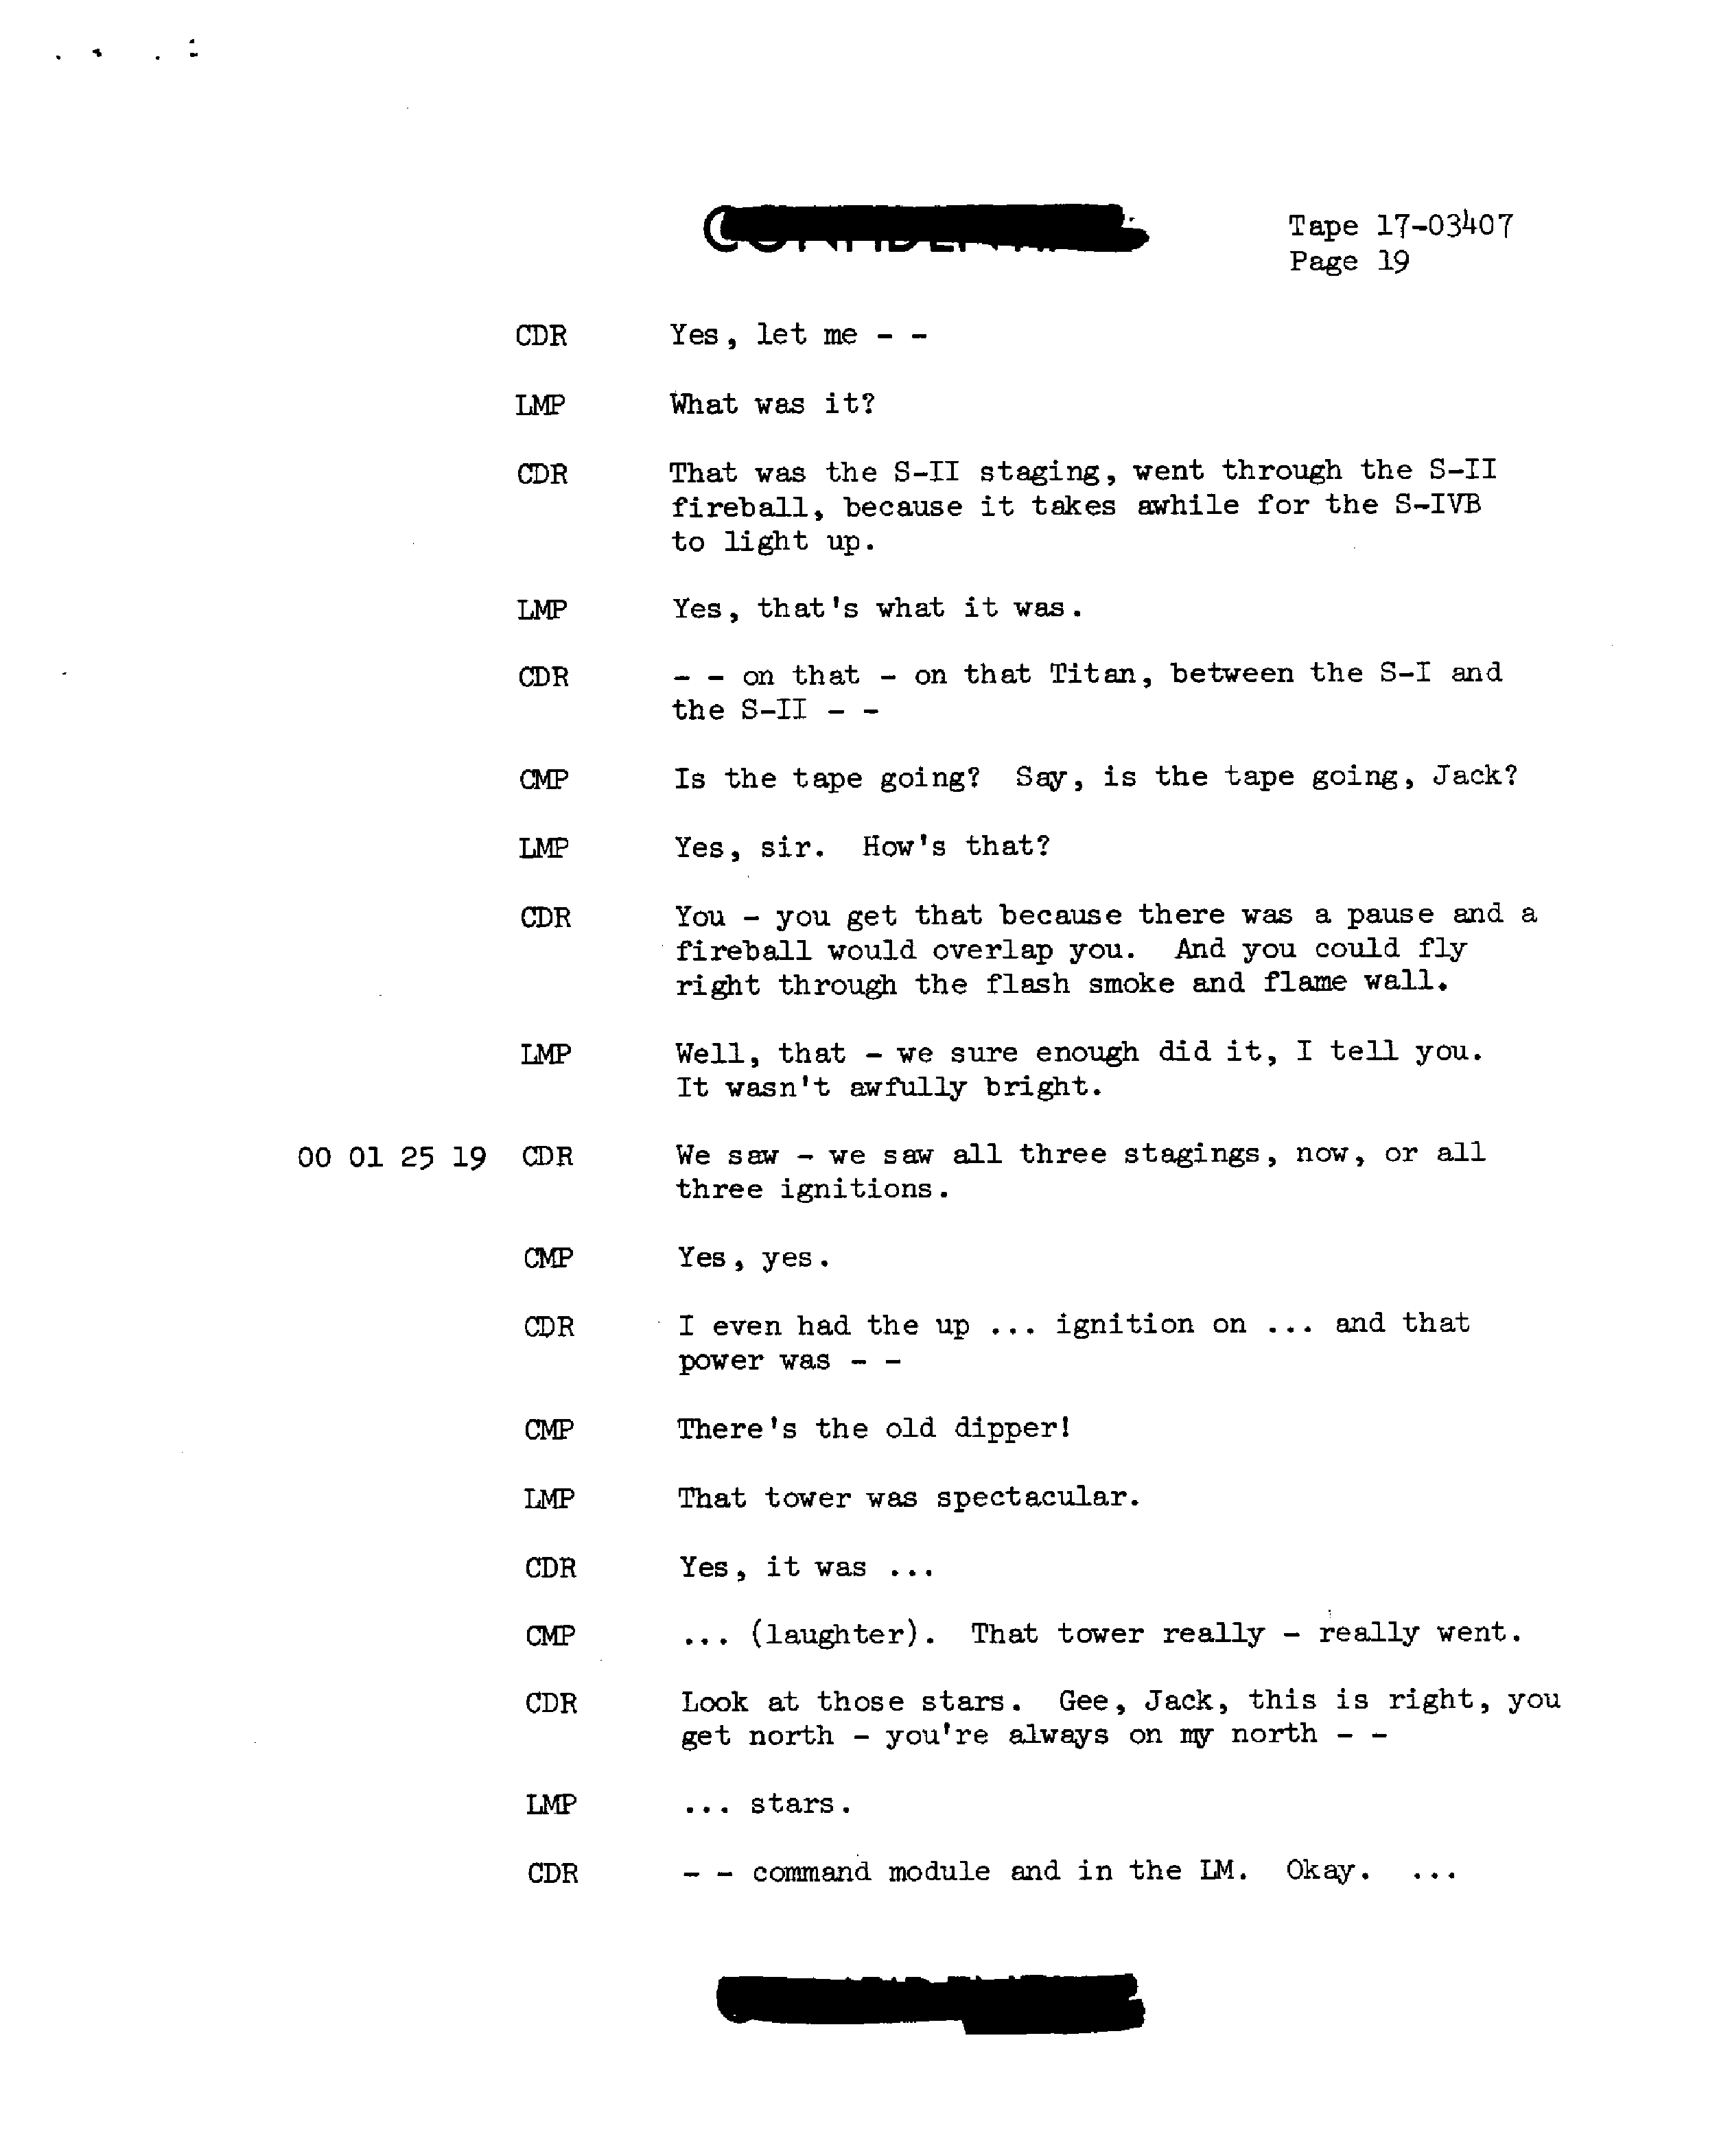 Tape 17-03407
Page 19
CDR Yes, let me - -
LMP What was it?
CDR That was the S-II staging, went through the S-II
fireball, because it takes awhile for the S-IVB
to light up.
LMP Yes, that's what it was.
CDR - - on that - on that Titan, between the S-I and
the S-II - -
CMP Is the tape going? Say, is the tape going, Jack?
LMP Yes, sir. How's that?
CDR You - you get that because there was a pause and a
fireball would overlap you. And you could fly
right through the flash smoke and flame wall.
LMP Well, that - we sure enough did it, I tell you.
It wasn't awfully bright.
00 01 25 19 CDR We saw - we saw all three stagings, now, or all
three ignitions.
CMP Yes, yes.
CDR I even had the up ... ignition on ... and that
power was - -
CMP There's the old dipper!
LMP That tower was spectacular.
CDR Yes, it was ...
CMP ... (laughter). That tower really - really went.
CDR Look at those stars. Gee, Jack, this is right, you
get north - you're always on my north - -
LMP ... stars.
CDR - - command module and in the LM. Okay. ...